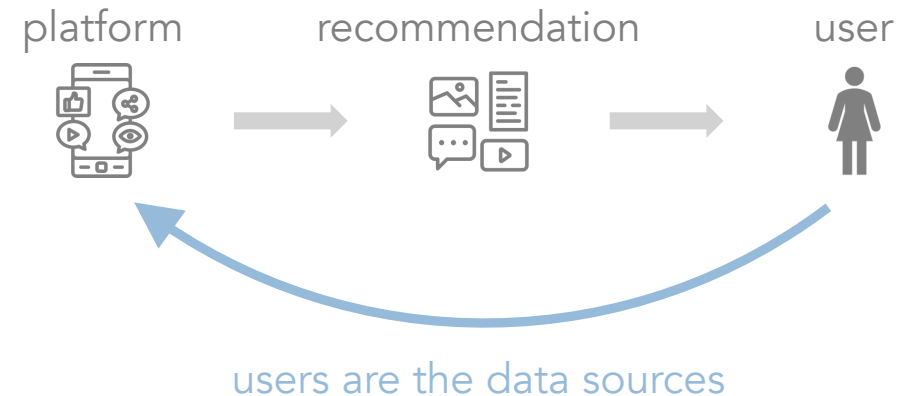 platform
recommendation
user
users are the data sources